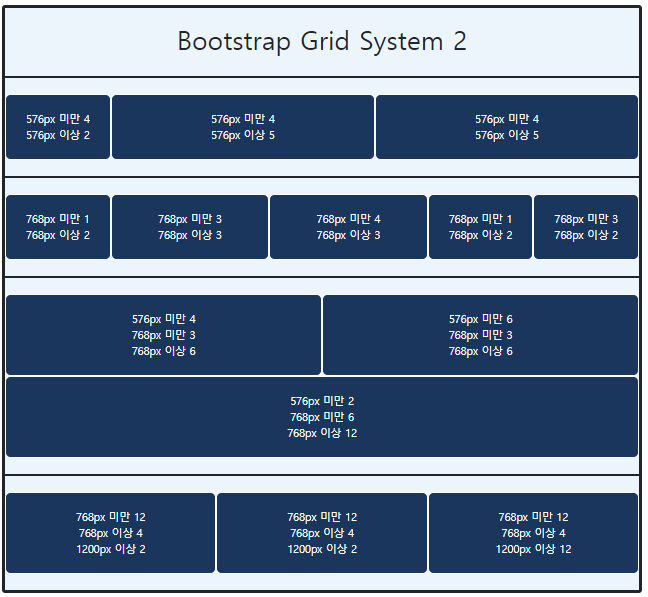 Bootstrap Grid System 2
576px 미만 4
576px 이상 2
576px 미만 4
576px 이상 5
576px 미만 4
576px 이상 5
768px 미만 1
768px 이상 2
768px 미만 3
768px 이상 3
768px 미만 4
768px 이상 3
768px 미만 1
768px 이상 2
768px 미만 3
768px 이상 2
576px 미만 4
768px 미만 3
768px 이상 6
576px 미만 6
768px 미만 3
768px 이상 6
576px 미만 2
768px 미만 6
768px 이상 12
768px 미만 12
768px 이상 4
1200px 이상 2
768px 미만 12
768px 이상 4
1200px 이상 2
768px 미만 12
768px 이상 4
1200px 이상 12